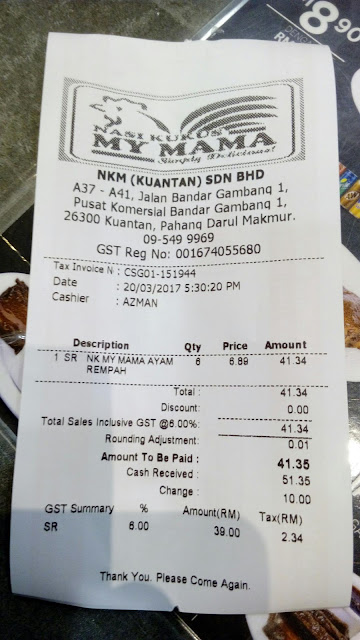 8.90
RM
NASI KUKUS
MY MAMA
Simply Delicious!
NKM (KUANTAN) SDN BHD
A37 - A41, Jalan Bandar Gambang 1,
Pusat Komersial Bandar Gambang 1,
26300 Kuantan, Pahang Darul Makmur.
09-549 9969
GST Reg No: 001674055680
Tax Invoice N : CSG01-151944
Date : 20/03/2017 5:30:20 PM
Cashier : AZMAN
Description Qty Price Amount
1 SR NK MY MAMA AYAM 6 6.89 41.34
REMPAH
Total : 41.34
Discount: 0.00
Total Sales Inclusive GST @6.00%: 41.34
Rounding Adjustment: 0.01
Amount To Be Paid : 41.35
Cash Received : 51.35
Change : 10.00
GST Summary % Amount(RM) Tax(RM)
SR 6.00 39.00 2.34
Thank You. Please Come Again.